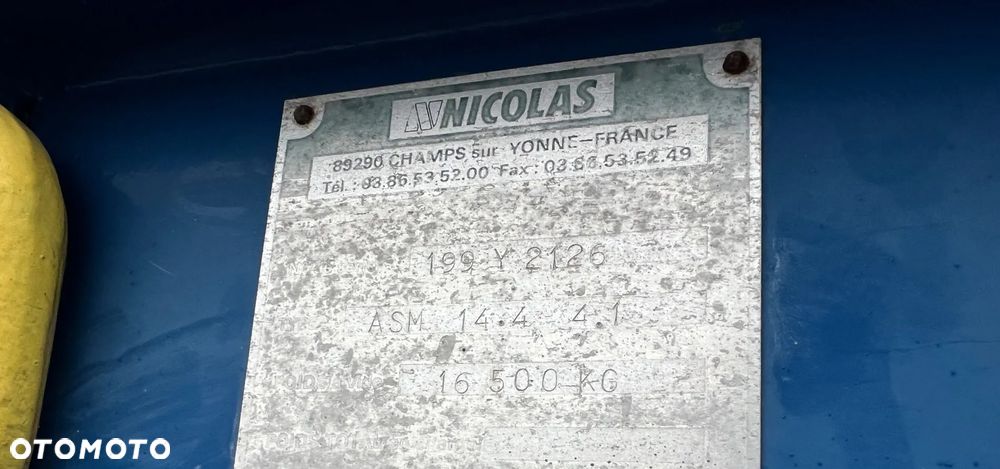 NICOLAS
89290 CHAMPS sur YONNE-FRANCE
Tél.: 03.86.53.52.00 Fax: 03.86.53.52.49
199 Y 2126
ASM 14.4 4.1
16 500 KG
OTOMOTO